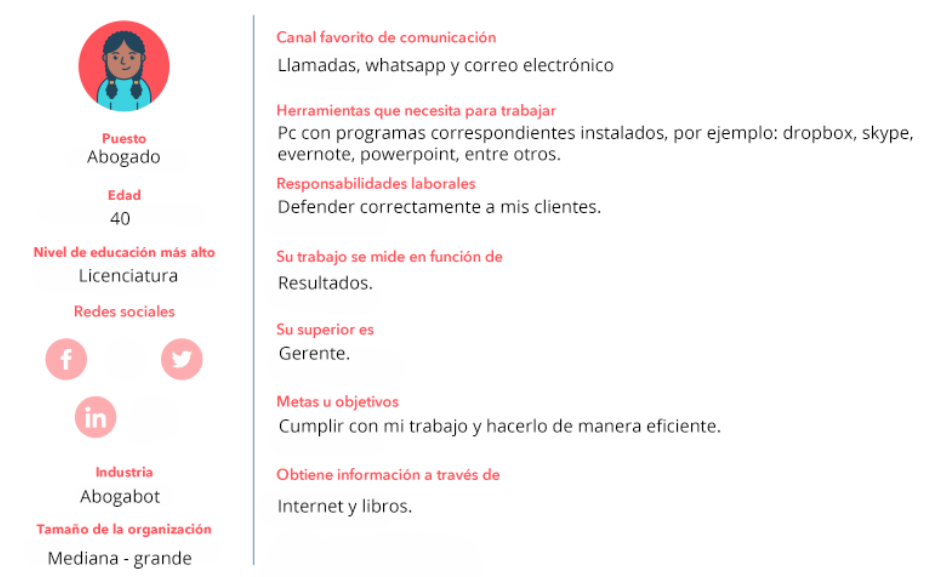 Puesto
Abogado
Edad
40
Nivel de educación más alto
Licenciatura
Redes sociales
f
in
Industria
Abogabot
Tamaño de la organización
Mediana - grande
Canal favorito de comunicación
Llamadas, whatsapp y correo electrónico
Herramientas que necesita para trabajar
Pc con programas correspondientes instalados, por ejemplo: dropbox, skype,
evernote, powerpoint, entre otros.
Responsabilidades laborales
Defender correctamente a mis clientes.
Su trabajo se mide en función de
Resultados.
Su superior es
Gerente.
Metas u objetivos
Cumplir con mi trabajo y hacerlo de manera eficiente.
Obtiene información a través de
Internet y libros.